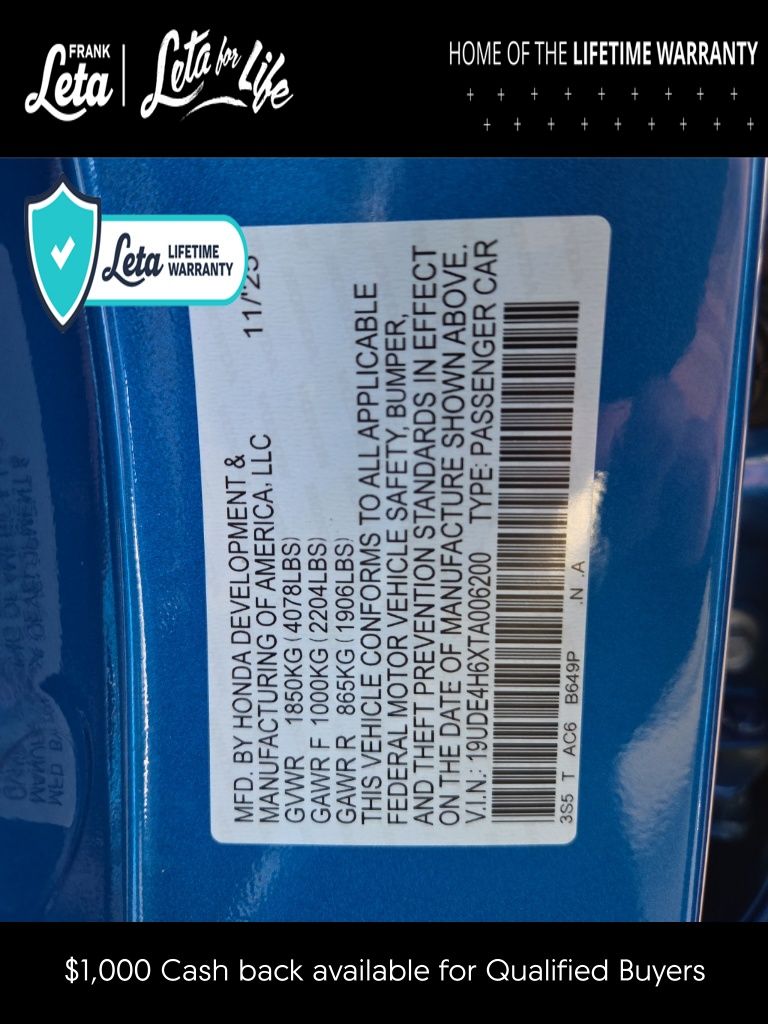 FRANK
Leta
Leta for Life
HOME OF THE LIFETIME WARRANTY
Leta LIFETIME
WARRANTY
MFD. BY HONDA DEVELOPMENT &
MANUFACTURING OF AMERICA, LLC
11/25
GVWR 1850KG ( 4078LBS)
GAWR F 1000KG ( 2204LBS)
GAWR R 865KG ( 1906LBS)
THIS VEHICLE CONFORMS TO ALL APPLICABLE
FEDERAL MOTOR VEHICLE SAFETY, BUMPER,
AND THEFT PREVENTION STANDARDS IN EFFECT
ON THE DATE OF MANUFACTURE SHOWN ABOVE.
V.I.N.: 19UDE4H6XTA006200 TYPE: PASSENGER CAR
3S5 T AC6 B649P .N .A
$1,000 Cash back available for Qualified Buyers